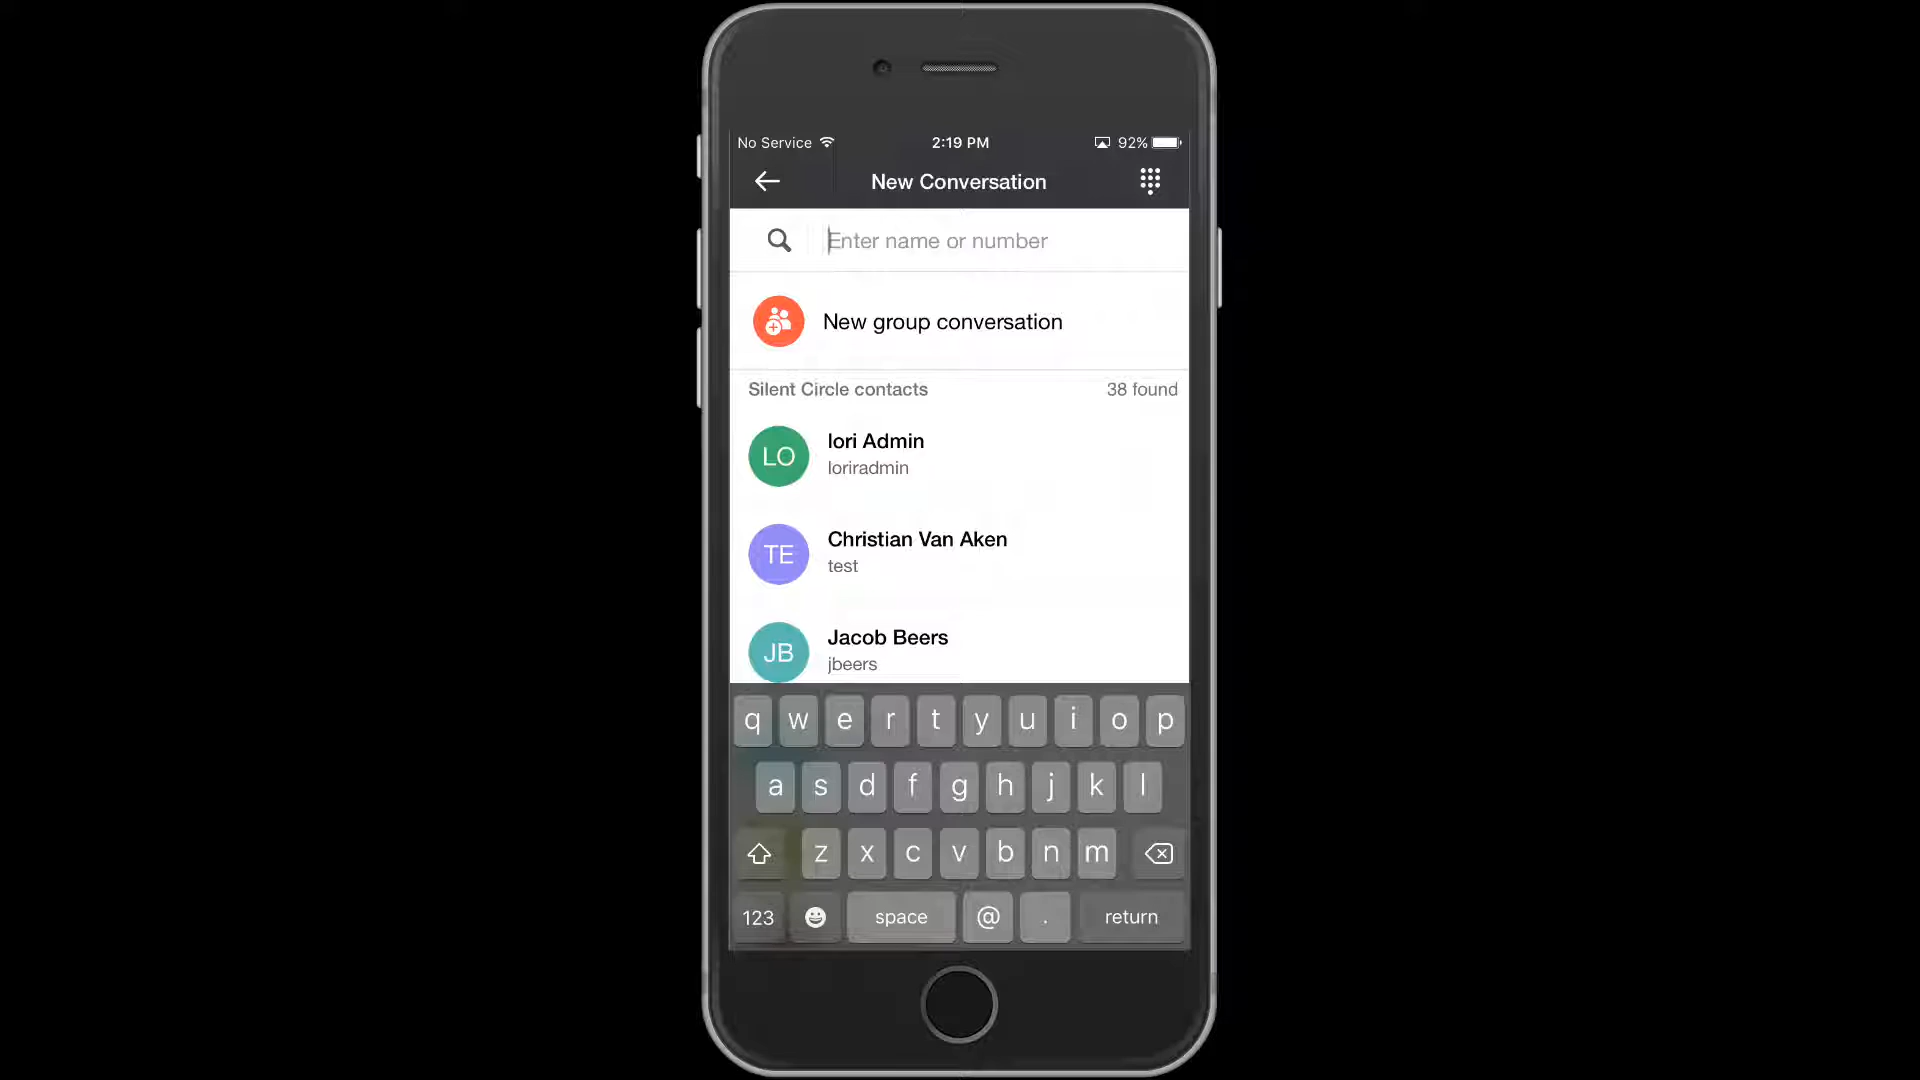 No Service 2:19 PM 92%
New Conversation
Enter name or number
New group conversation
Silent Circle contacts 38 found
LO lori Admin
loriradmin
TE Christian Van Aken
test
JB Jacob Beers
jbeers
q w e r t y u i o p
a s d f g h j k l
z x c v b n m
123 space @ . return